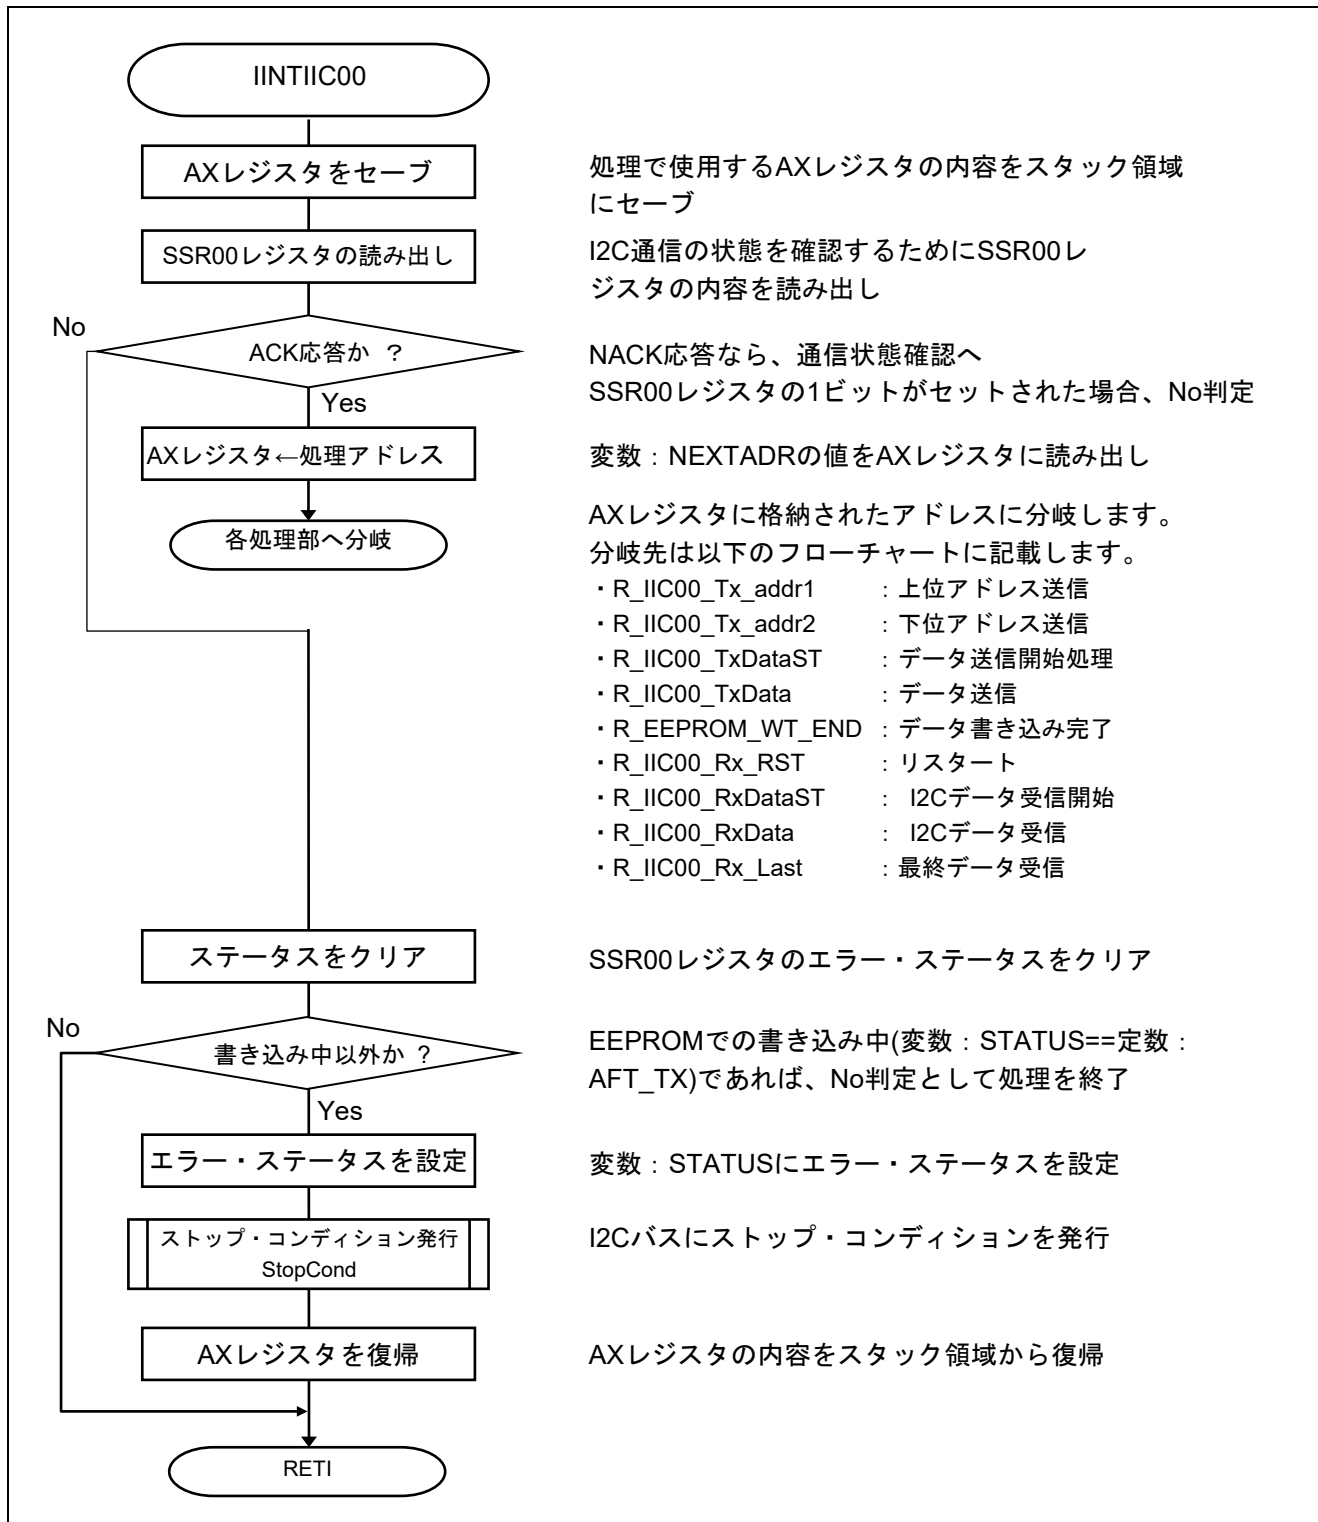 IINTIIC00
AXレジスタをセーブ
処理で使用するAXレジスタの内容をスタック領域
にセーブ
SSR00レジスタの読み出し
I2C通信の状態を確認するためにSSR00レ
ジスタの内容を読み出し
No
ACK応答か ？
NACK応答なら、通信状態確認へ
SSR00レジスタの1ビットがセットされた場合、No判定
Yes
AXレジスタ←処理アドレス
変数：NEXTADRの値をAXレジスタに読み出し
各処理部へ分岐
AXレジスタに格納されたアドレスに分岐します。
分岐先は以下のフローチャートに記載します。
・R_IIC00_Tx_addr1 ：上位アドレス送信
・R_IIC00_Tx_addr2 ：下位アドレス送信
・R_IIC00_TxDataST ：データ送信開始処理
・R_IIC00_TxData ：データ送信
・R_EEPROM_WT_END ：データ書き込み完了
・R_IIC00_Rx_RST ：リスタート
・R_IIC00_RxDataST ： I2Cデータ受信開始
・R_IIC00_RxData ： I2Cデータ受信
・R_IIC00_Rx_Last ：最終データ受信
ステータスをクリア
SSR00レジスタのエラー・ステータスをクリア
No
書き込み中以外か ？
EEPROMでの書き込み中(変数：STATUS==定数：
AFT_TX)であれば、No判定として処理を終了
Yes
エラー・ステータスを設定
変数：STATUSにエラー・ステータスを設定
ストップ・コンディション発行
StopCond
I2Cバスにストップ・コンディションを発行
AXレジスタを復帰
AXレジスタの内容をスタック領域から復帰
RETI